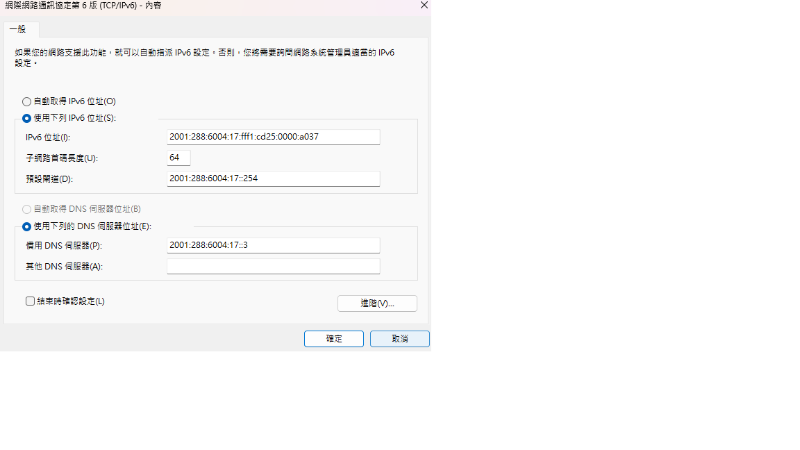 網際網路通訊協定第 6 版 (TCP/IPv6) - 內容
一般
如果您的網路支援此功能，就可以自動指派 IPv6 設定。否則，您將需要詢問網路系統管理員適當的 IPv6
設定。
自動取得 IPv6 位址(O)
使用下列 IPv6 位址(S):
IPv6 位址(I): 2001:288:6004:17:fff1:cd25:0000:a037
子網路首碼長度(U): 64
預設閘道(D): 2001:288:6004:17::254
自動取得 DNS 伺服器位址(B)
使用下列的 DNS 伺服器位址(E):
慣用 DNS 伺服器(P): 2001:288:6004:17::3
其他 DNS 伺服器(A):
結束時確認設定(L)
進階(V)...
確定 取消